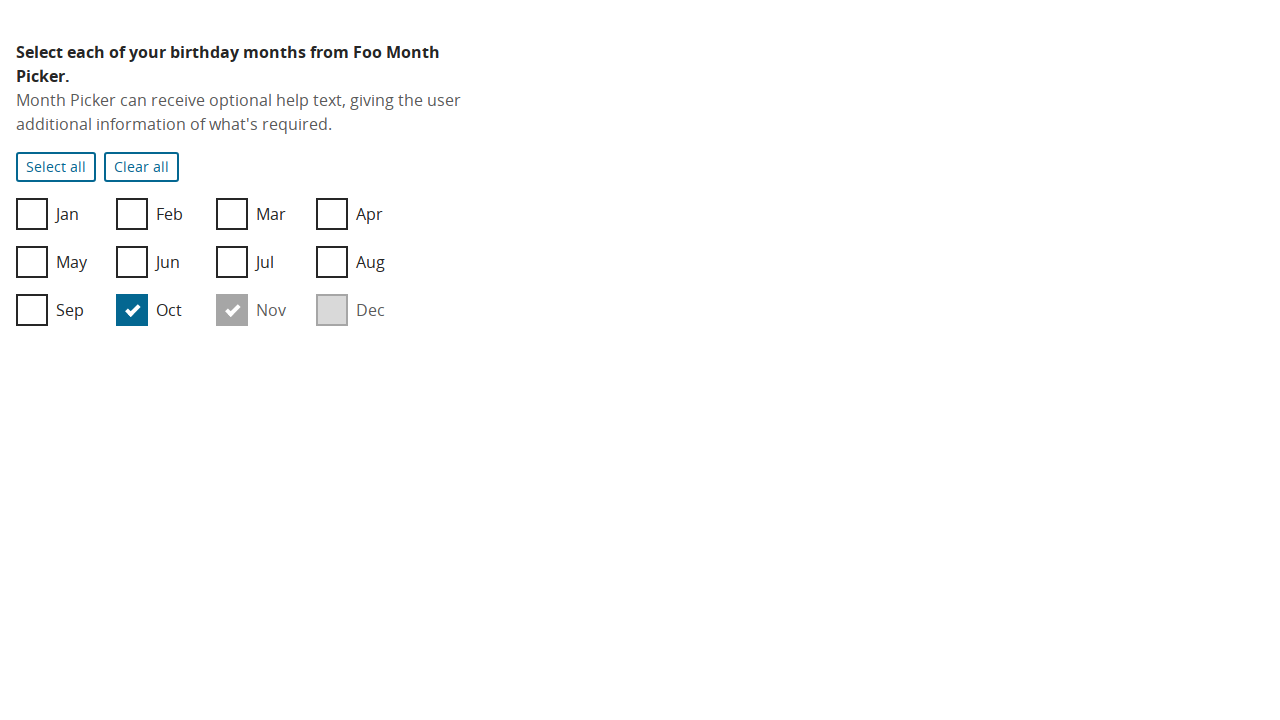 Select each of your birthday months from Foo Month
Picker.
Month Picker can receive optional help text, giving the user
additional information of what's required.
Select all Clear all
Jan Feb Mar Apr
May Jun Jul Aug
Sep Oct Nov Dec